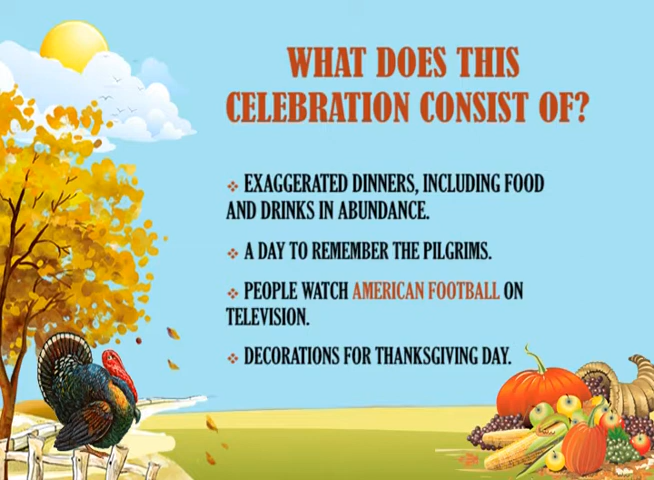 WHAT DOES THIS
CELEBRATION CONSIST OF?
❖ EXAGGERATED DINNERS, INCLUDING FOOD
AND DRINKS IN ABUNDANCE.
❖ A DAY TO REMEMBER THE PILGRIMS.
❖ PEOPLE WATCH AMERICAN FOOTBALL ON
TELEVISION.
❖ DECORATIONS FOR THANKSGIVING DAY.